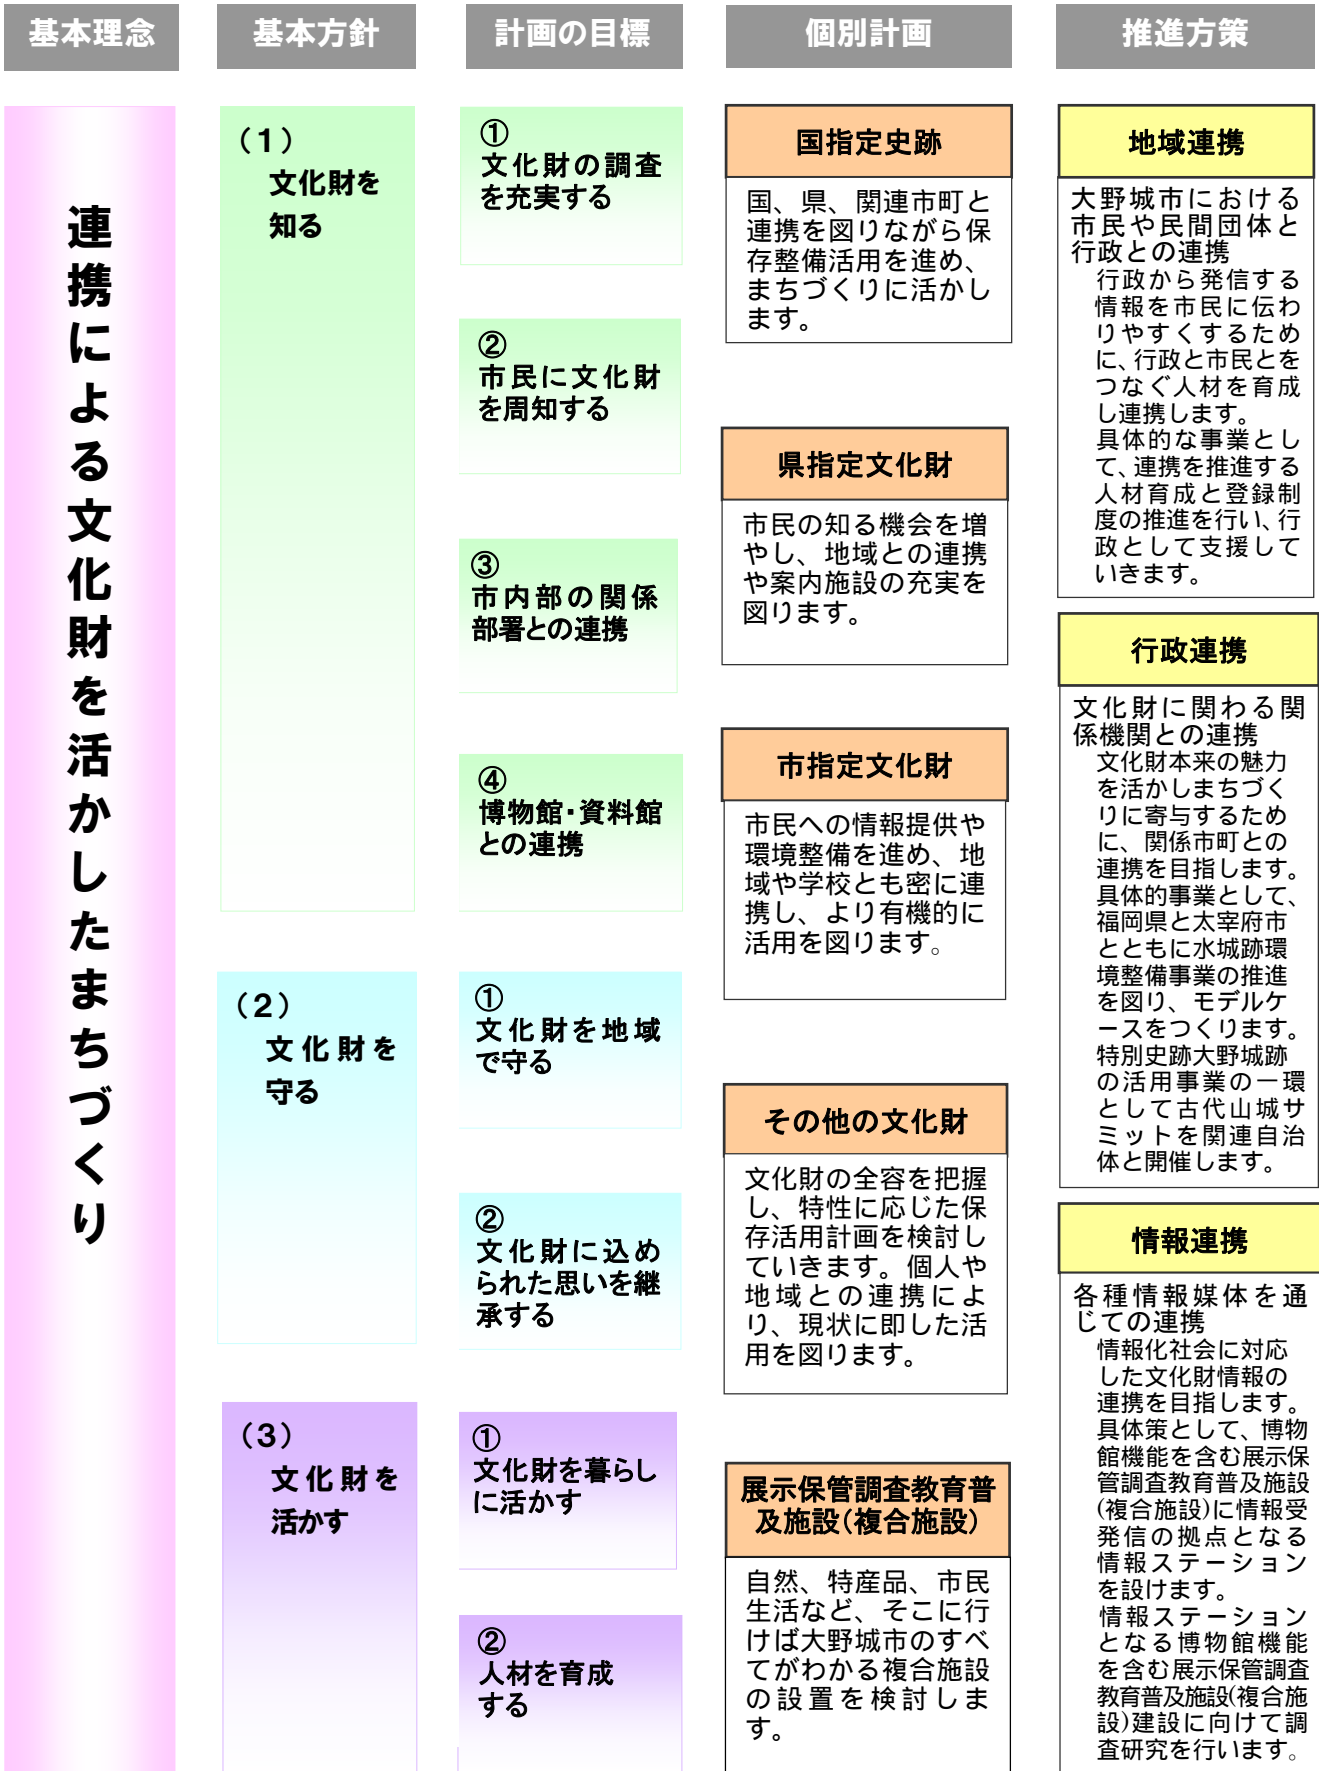 基本理念
基本方針
計画の目標
個別計画
推進方策
連携による文化財を活かしたまちづくり
（１）
文化財を
知る
①
文化財の調査
を充実する
②
市民に文化財
を周知する
③
市内部の関係
部署との連携
④
博物館・資料館
との連携
（２）
文化財を
守る
①
文化財を地域
で守る
②
文化財に込め
られた思いを継
承する
（３）
文化財を
活かす
①
文化財を暮らし
に活かす
②
人材を育成
する
国指定史跡
国、県、関連市町と
連携を図りながら保
存整備活用を進め、
まちづくりに活かし
ます。
県指定文化財
市民の知る機会を増
やし、地域との連携
や案内施設の充実を
図ります。
市指定文化財
市民への情報提供や
環境整備を進め、地
域や学校とも密に連
携し、より有機的に
活用を図ります。
その他の文化財
文化財の全容を把握
し、特性に応じた保
存活用計画を検討し
ていきます。個人や
地域との連携によ
り、現状に即した活
用を図ります。
展示保管調査教育普
及施設（複合施設）
自然、特産品、市民
生活など、そこに行
けば大野城市のすべ
てがわかる複合施設
の設置を検討しま
す。
地域連携
大野城市における
市民や民間団体と
行政との連携
行政から発信する
情報を市民に伝わ
りやすくするため
に、行政と市民とを
つなぐ人材を育成
し連携します。
具体的な事業とし
て、連携を推進する
人材育成と登録制
度の推進を行い、行
政として支援して
いきます。
行政連携
文化財に関わる関
係機関との連携
文化財本来の魅力
を活かしまちづく
りに寄与するため
に、関係市町との
連携を目指します。
具体的事業として、
福岡県と太宰府市
とともに水城跡環
境整備事業の推進
を図り、モデルケ
ースをつくります。
特別史跡大野城跡
の活用事業の一環
として古代山城サ
ミットを関連自治
体と開催します。
情報連携
各種情報媒体を通
じての連携
情報化社会に対応
した文化財情報の
連携を目指します。
具体策として、博物
館機能を含む展示保
管調査教育普及施設
(複合施設)に情報受
発信の拠点となる
情報ステーション
を設けます。
情報ステーション
となる博物館機能
を含む展示保管調査
教育普及施設(複合施
設)建設に向けて調
査研究を行います。